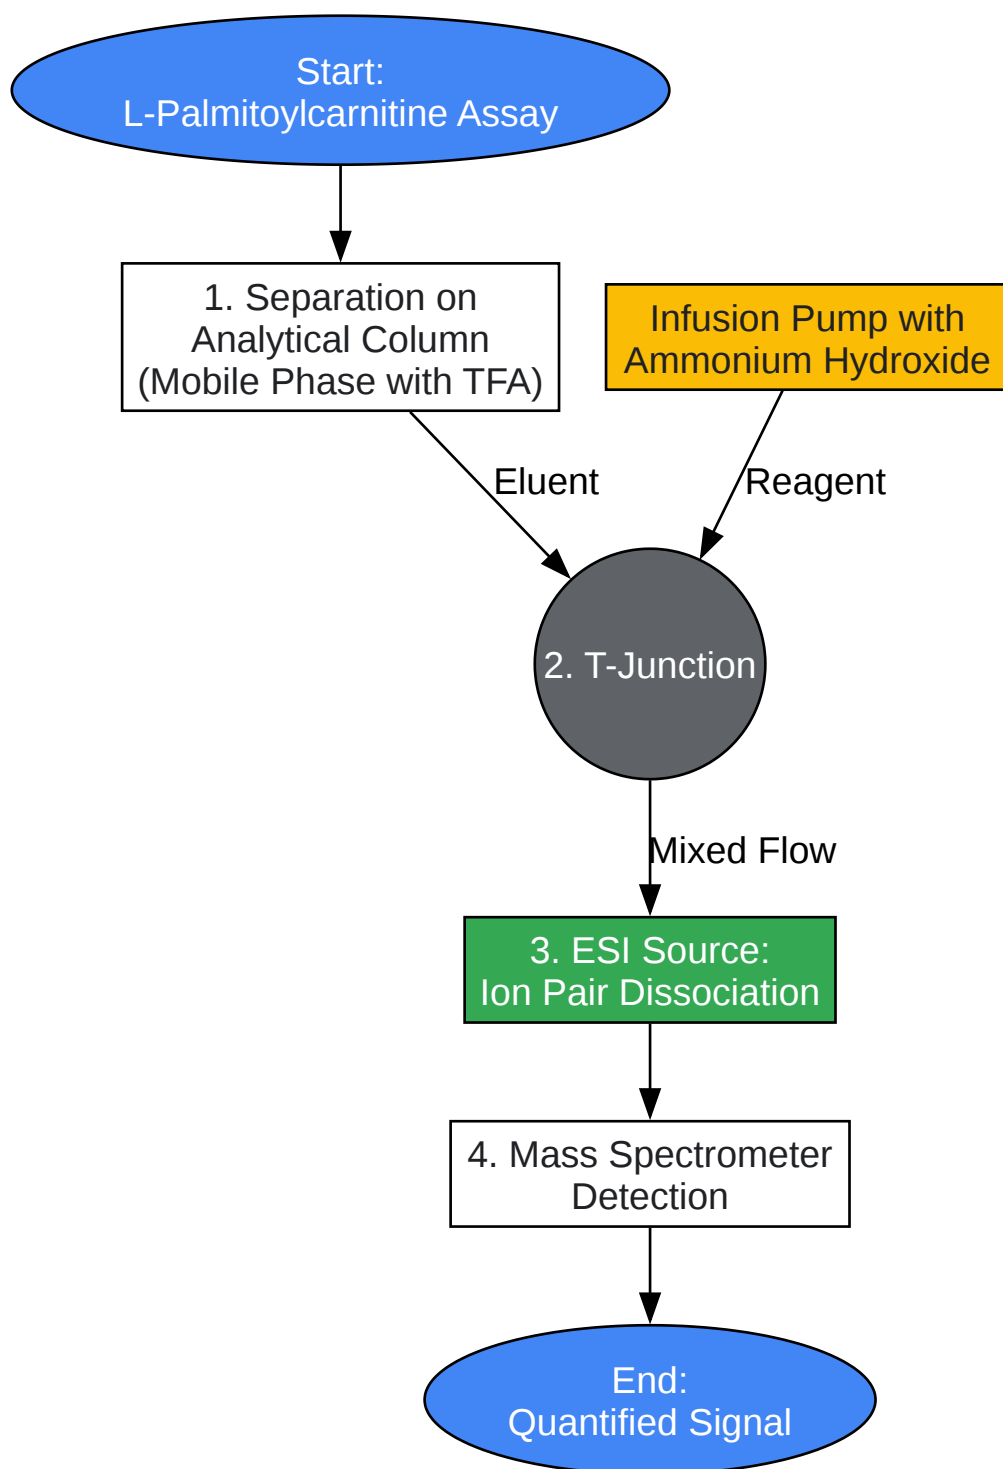 Start:
L-Palmitoylcarnitine Assay
1. Separation on
Analytical Column
(Mobile Phase with TFA)
Infusion Pump with
Ammonium Hydroxide
Eluent
Reagent
2. T-Junction
Mixed Flow
3. ESI Source:
Ion Pair Dissociation
4. Mass Spectrometer
Detection
End:
Quantified Signal